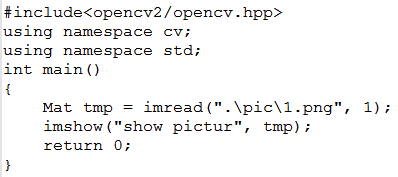 #include<opencv2/opencv.hpp>
using namespace cv;
using namespace std;
int main()
{
Mat tmp = imread(".\pic\1.png", 1);
imshow("show pictur", tmp);
return 0;
}